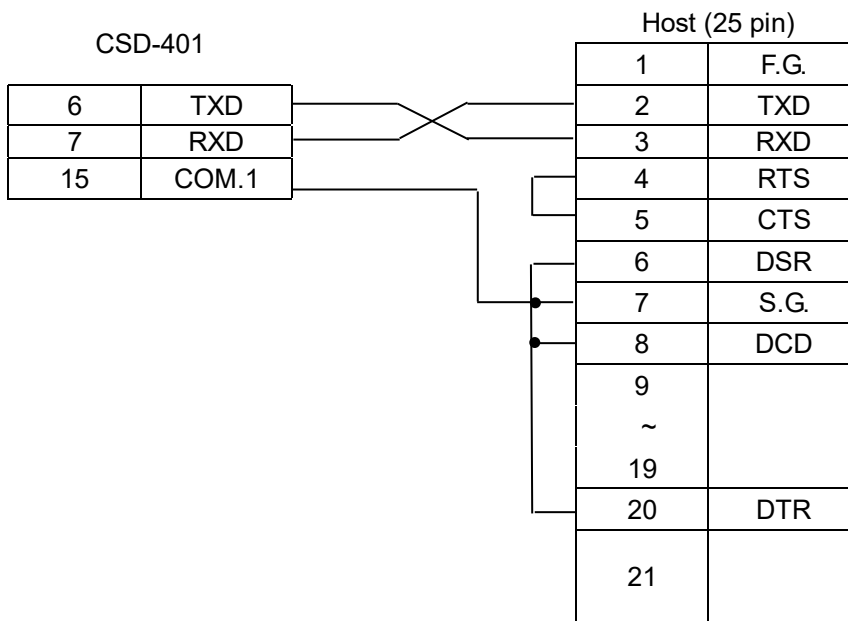 Host (25 pin)
CSD-401
1 F.G.
6 TXD 2 TXD
7 RXD 3 RXD
15 COM.1 4 RTS
5 CTS
6 DSR
7 S.G.
8 DCD
9
~
19
20 DTR
21